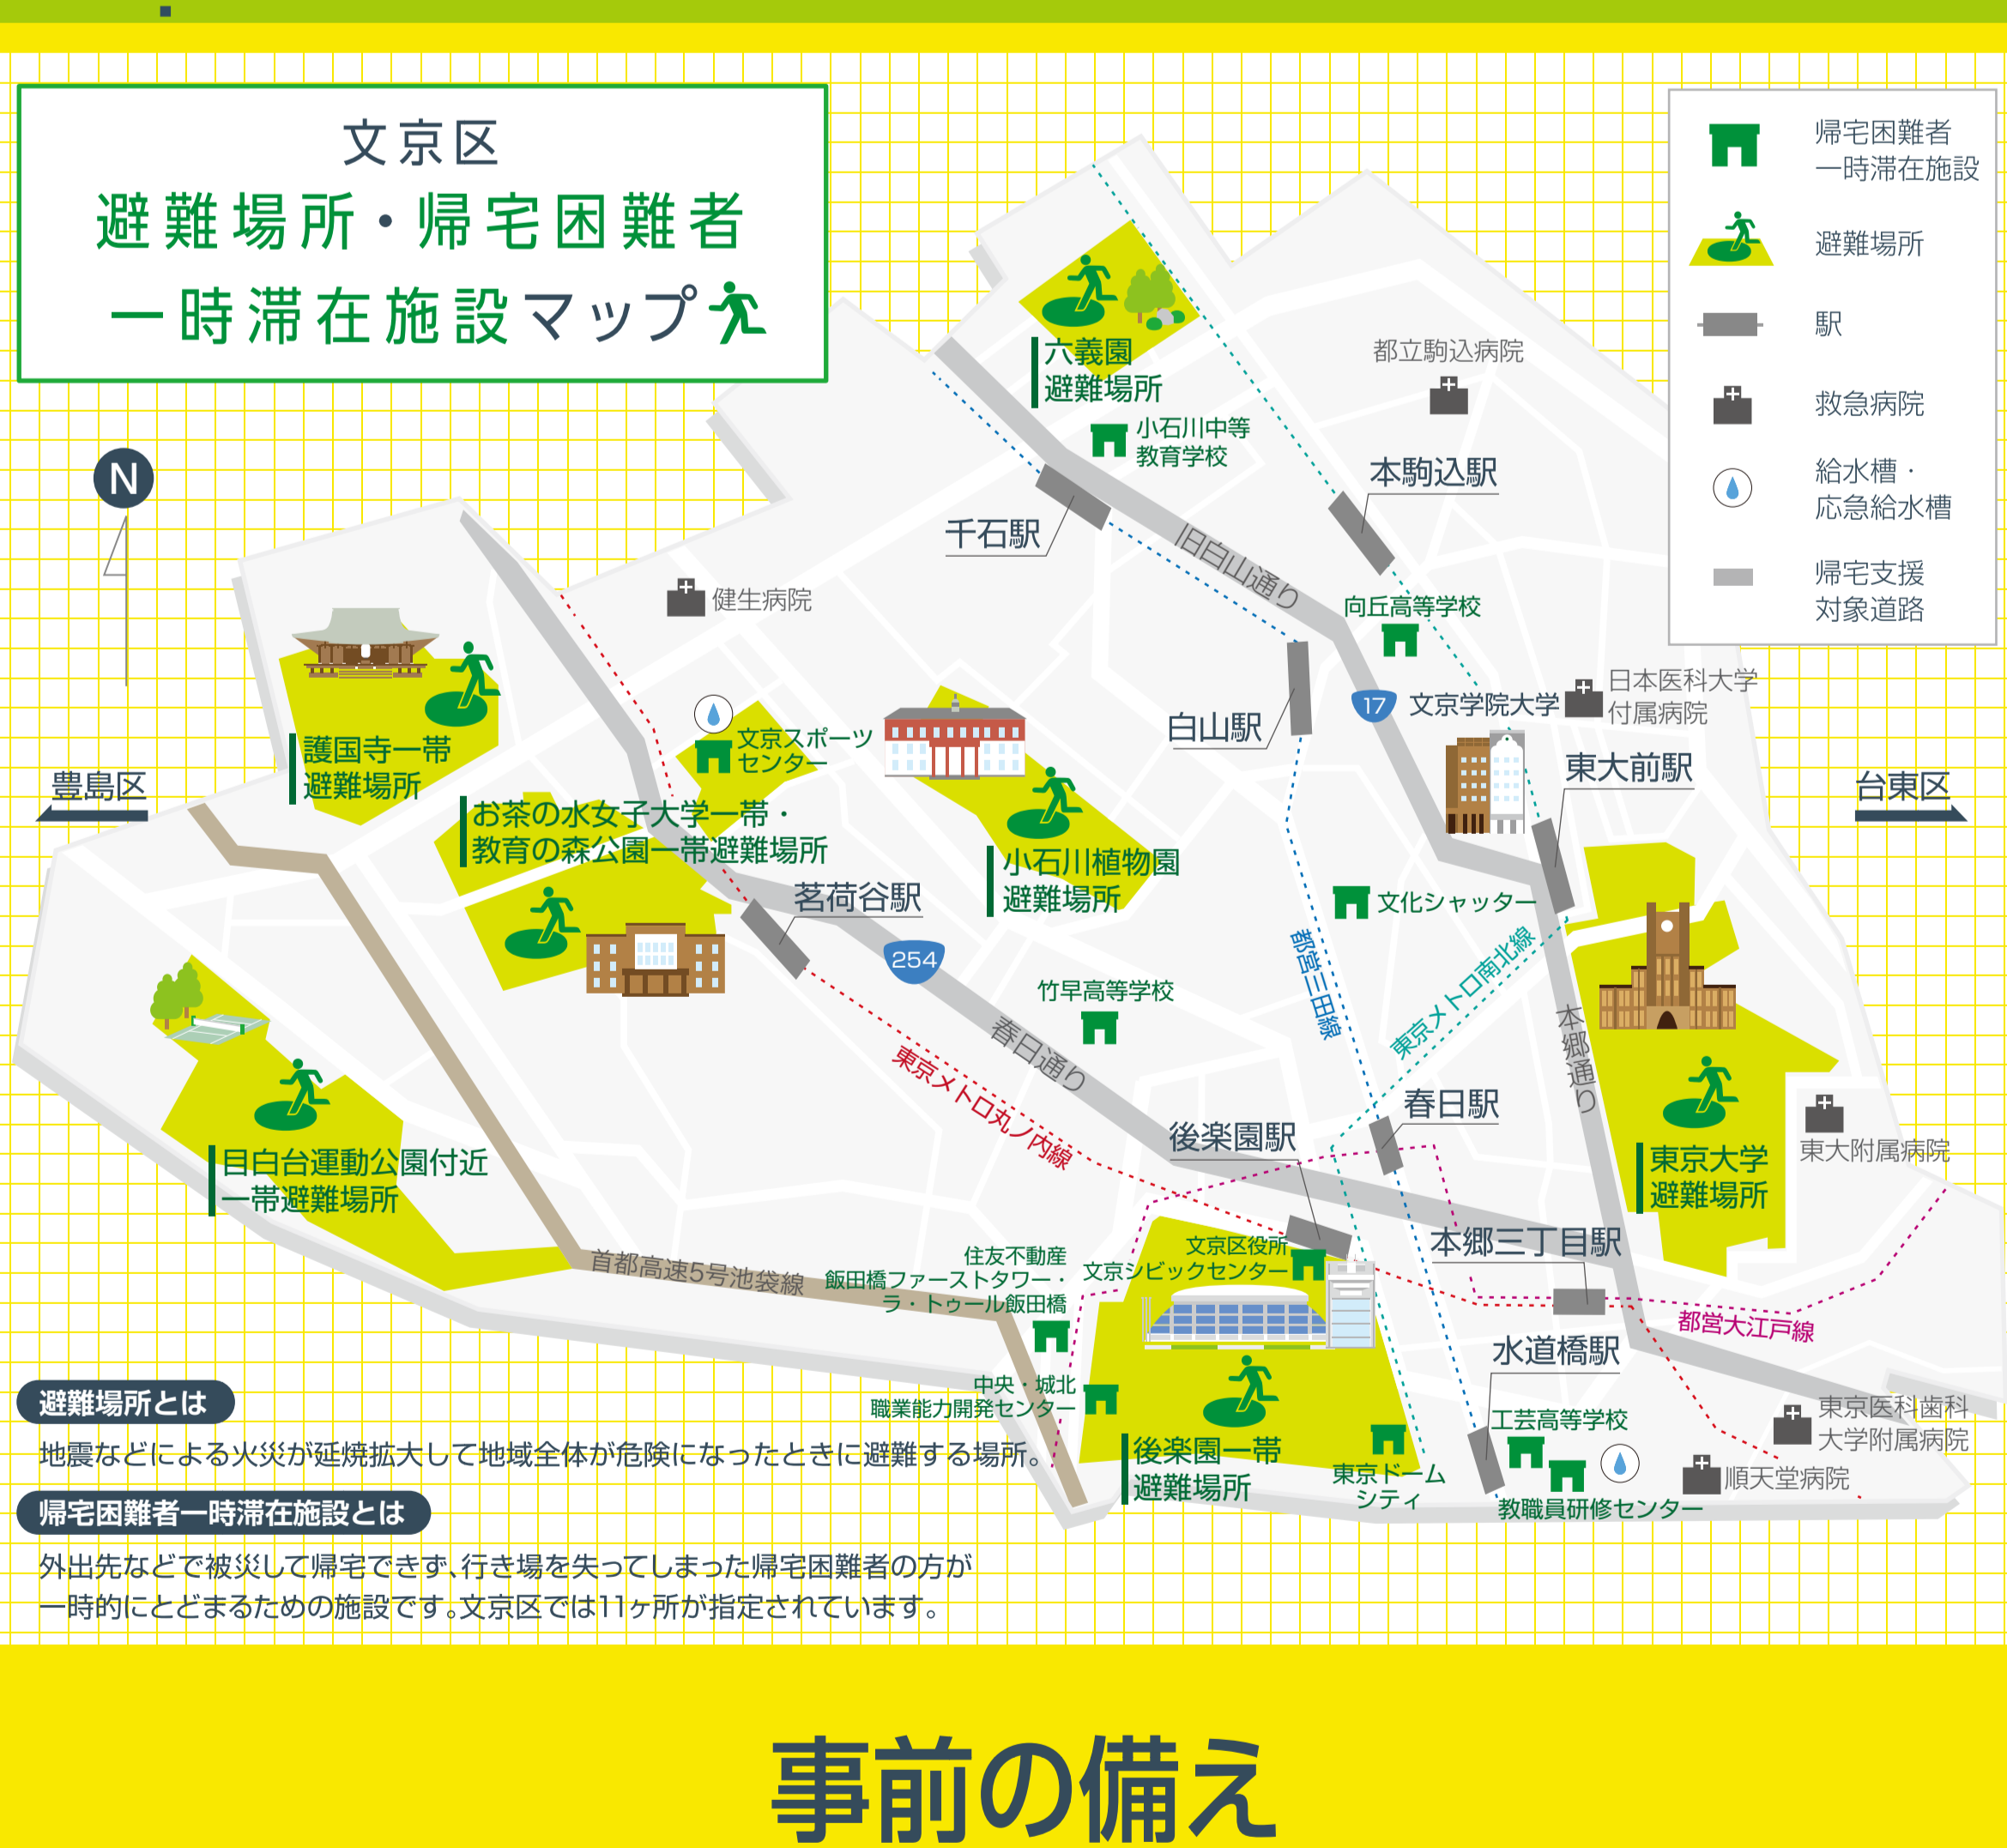 文京区
避難場所・帰宅困難者
一時滞在施設マップ
帰宅困難者
一時滞在施設
避難場所
駅
救急病院
給水槽・
応急給水槽
帰宅支援
対象道路
N
六義園
避難場所
小石川中等
教育学校
都立駒込病院
本駒込駅
千石駅
旧白山通り
健生病院
向丘高等学校
17
文京学院大学
日本医科大学
付属病院
白山駅
東大前駅
護国寺一帯
避難場所
豊島区
台東区
文京スポーツ
センター
お茶の水女子大学一帯・
教育の森公園一帯避難場所
小石川植物園
避難場所
茗荷谷駅
文化シャッター
254
都営三田線
東京メトロ南北線
竹早高等学校
春日通り
東京メトロ丸ノ内線
本郷通り
春日駅
後楽園駅
東大附属病院
目白台運動公園付近
一帯避難場所
東京大学
避難場所
本郷三丁目駅
首都高速5号池袋線
住友不動産
飯田橋ファーストタワー・
ラ・トゥール飯田橋
文京区役所
文京シビックセンター
都営大江戸線
水道橋駅
中央・城北
職業能力開発センター
後楽園一帯
避難場所
東京ドーム
シティ
工芸高等学校
教職員研修センター
順天堂病院
東京医科歯科
大学附属病院
避難場所とは
地震などによる火災が延焼拡大して地域全体が危険になったときに避難する場所。
帰宅困難者一時滞在施設とは
外出先などで被災して帰宅できず、行き場を失ってしまった帰宅困難者の方が
一時的にとどまるための施設です。文京区では11ヶ所が指定されています。
事前の備え